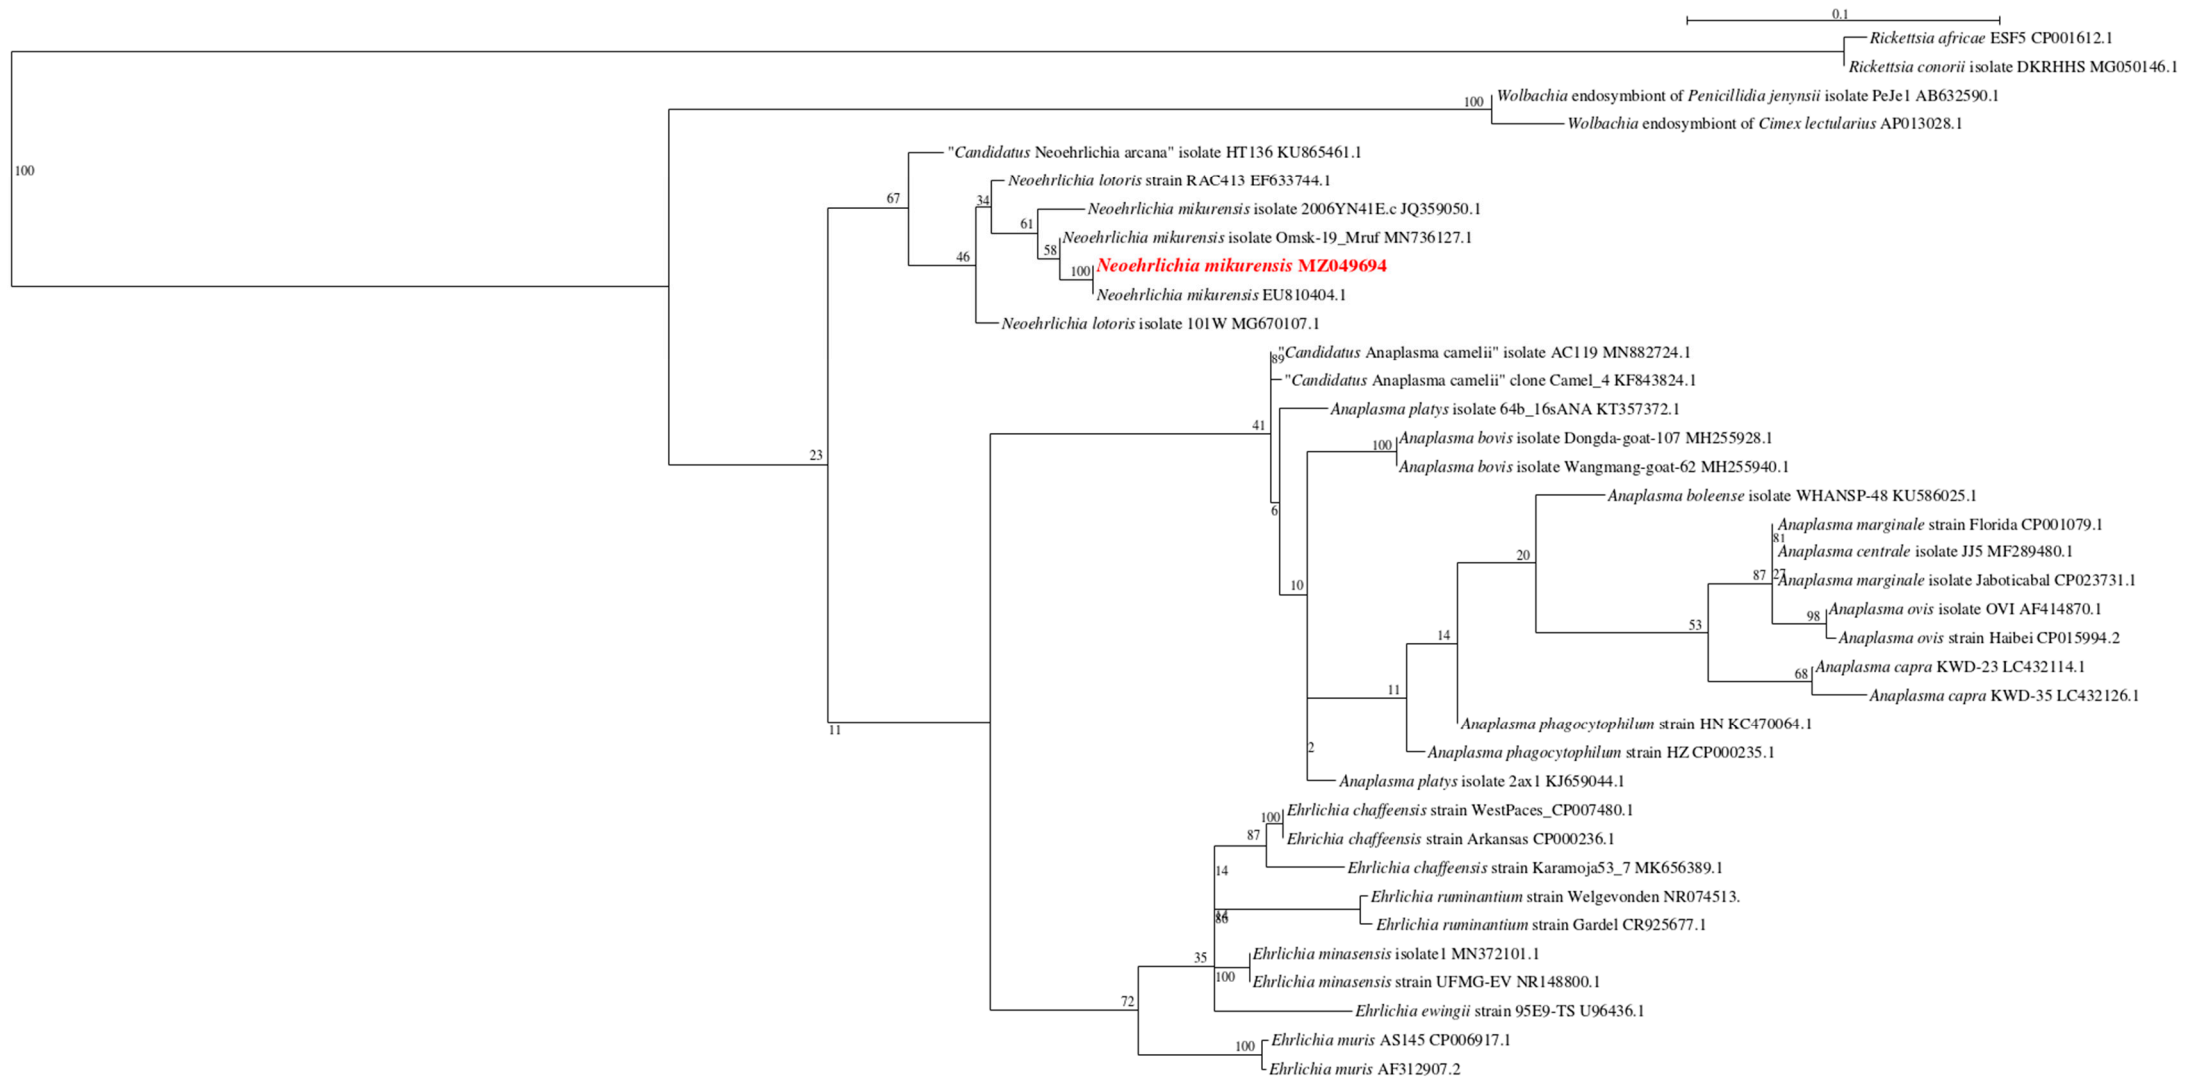 0.1
Rickettsia africae ESF5 CP001612.1
Rickettsia conorii isolate DKRHHS MG050146.1
Wolbachia endosymbiont of Penicillidia jenynsii isolate PeJe1 AB632590.1
100
Wolbachia endosymbiont of Cimex lectularius AP013028.1
"Candidatus Neoehrlichia arcana" isolate HT136 KU865461.1
100
Neoehrlichia lotoris strain RAC413 EF633744.1
67
34
Neoehrlichia mikurensis isolate 2006YN41E.c JQ359050.1
61
Neoehrlichia mikurensis isolate Omsk-19_Mruf MN736127.1
58
46
Neoehrlichia mikurensis MZ049694
100
Neoehrlichia mikurensis EU810404.1
Neoehrlichia lotoris isolate 101W MG670107.1
"Candidatus Anaplasma camelii" isolate AC119 MN882724.1
89
"Candidatus Anaplasma camelii" clone Camel_4 KF843824.1
Anaplasma platys isolate 64b_16sANA KT357372.1
41
Anaplasma bovis isolate Dongda-goat-107 MH255928.1
100
23
Anaplasma bovis isolate Wangmang-goat-62 MH255940.1
Anaplasma boleense isolate WHANSP-48 KU586025.1
6
Anaplasma marginale strain Florida CP001079.1
81
Anaplasma centrale isolate JJ5 MF289480.1
20
87
27
Anaplasma marginale isolate Jaboticabal CP023731.1
10
Anaplasma ovis isolate OVI AF414870.1
98
53
Anaplasma ovis strain Haibei CP015994.2
14
Anaplasma capra KWD-23 LC432114.1
68
11
Anaplasma capra KWD-35 LC432126.1
Anaplasma phagocytophilum strain HN KC470064.1
11
2
Anaplasma phagocytophilum strain HZ CP000235.1
Anaplasma platys isolate 2ax1 KJ659044.1
Ehrlichia chaffeensis strain WestPaces_CP007480.1
100
87
Ehrichia chaffeensis strain Arkansas CP000236.1
Ehrlichia chaffeensis strain Karamoja53_7 MK656389.1
14
Ehrlichia ruminantium strain Welgevonden NR074513.
Ehrlichia ruminantium strain Gardel CR925677.1
Ehrlichia minasensis isolate1 MN372101.1
35
100
Ehrlichia minasensis strain UFMG-EV NR148800.1
72
Ehrlichia ewingii strain 95E9-TS U96436.1
Ehrlichia muris AS145 CP006917.1
100
Ehrlichia muris AF312907.2